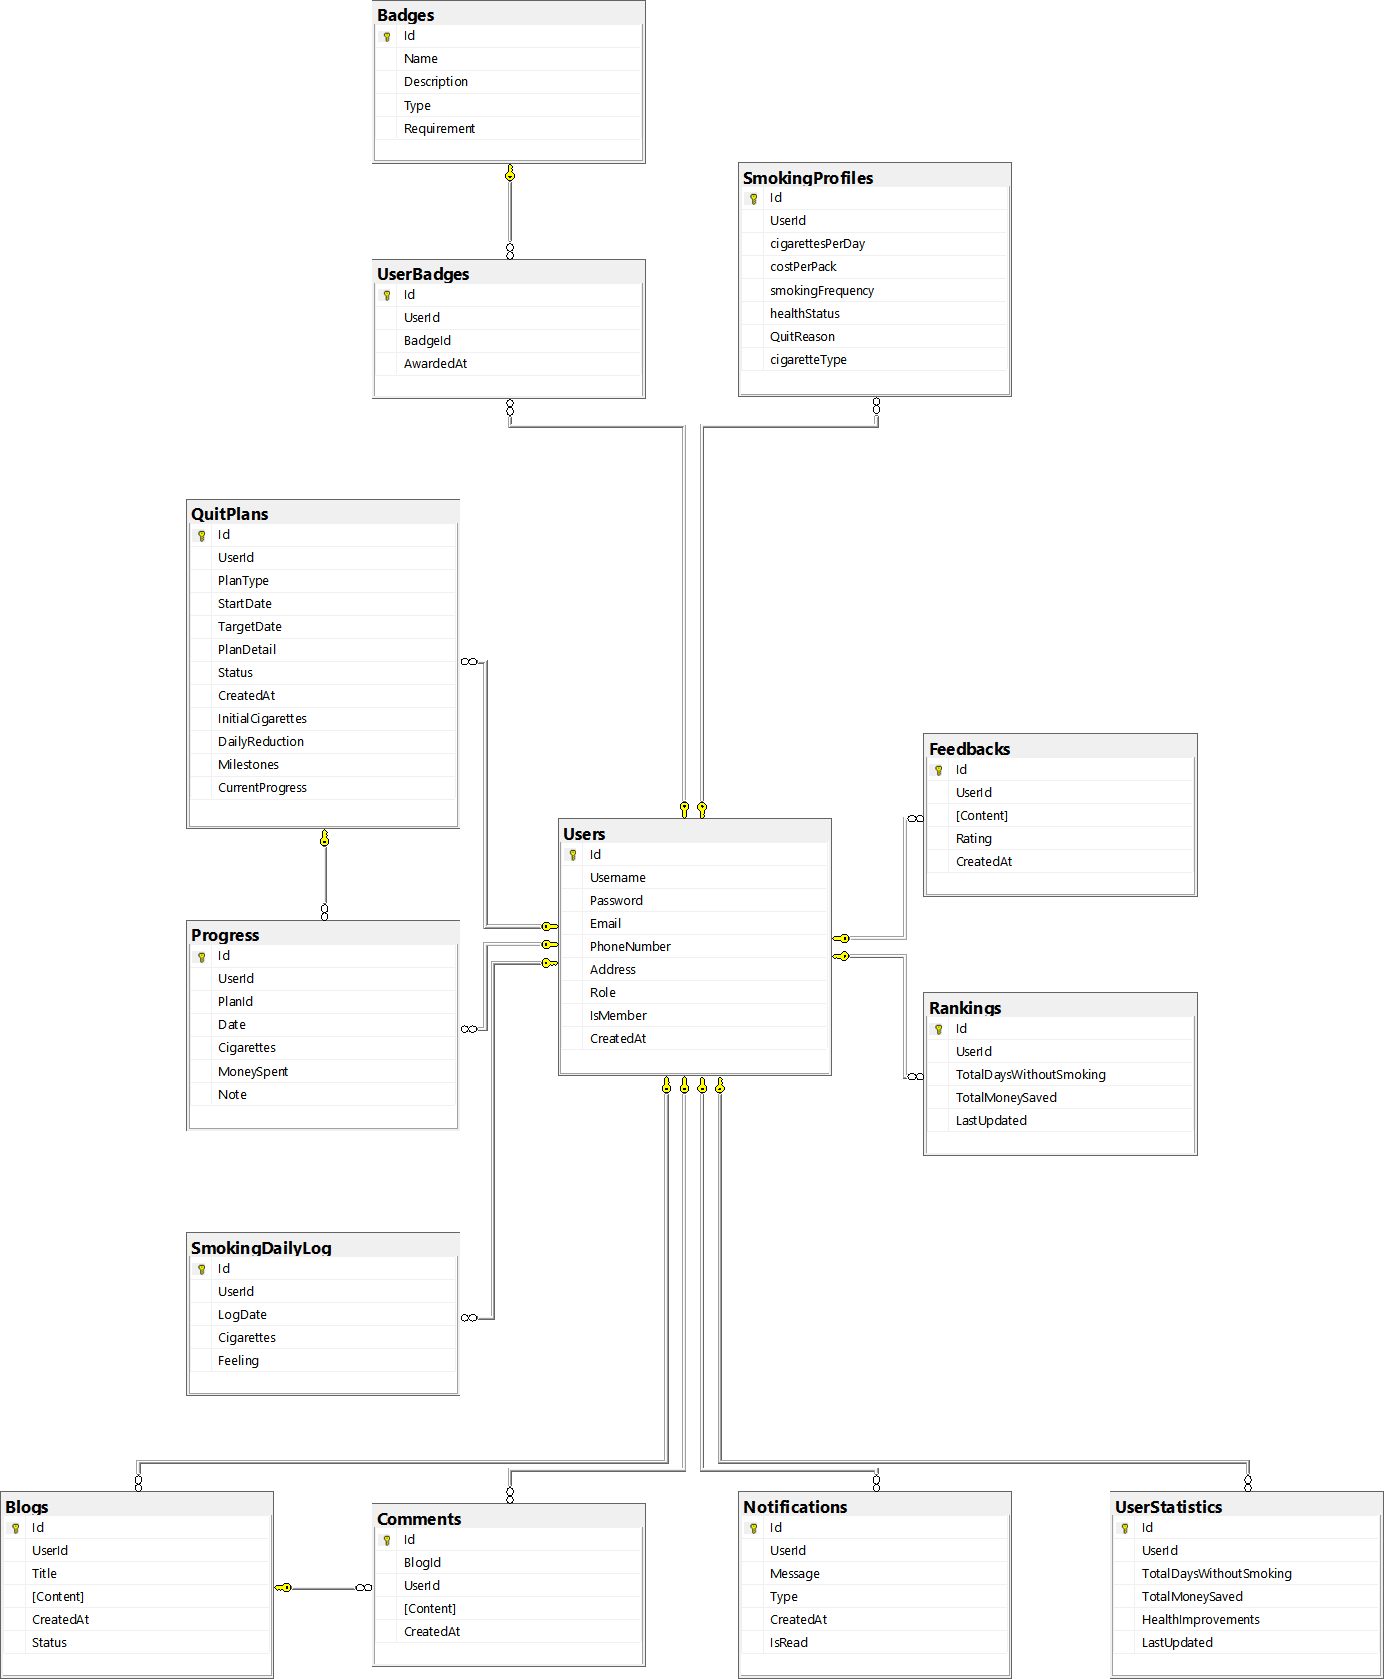 Badges
Id
Name
Description
Type
Requirement
SmokingProfiles
Id
UserId
cigarettesPerDay
costPerPack
smokingFrequency
healthStatus
QuitReason
cigaretteType
UserBadges
Id
UserId
BadgeId
AwardedAt
QuitPlans
Id
UserId
PlanType
StartDate
TargetDate
PlanDetail
Status
CreatedAt
InitialCigarettes
DailyReduction
Milestones
CurrentProgress
Feedbacks
Id
UserId
[Content]
Rating
CreatedAt
Users
Id
Username
Password
Email
PhoneNumber
Address
Role
IsMember
CreatedAt
Progress
Id
UserId
PlanId
Date
Cigarettes
MoneySpent
Note
Rankings
Id
UserId
TotalDaysWithoutSmoking
TotalMoneySaved
LastUpdated
SmokingDailyLog
Id
UserId
LogDate
Cigarettes
Feeling
Blogs
Id
UserId
Title
[Content]
CreatedAt
Status
Comments
Id
BlogId
UserId
[Content]
CreatedAt
Notifications
Id
UserId
Message
Type
CreatedAt
IsRead
UserStatistics
Id
UserId
TotalDaysWithoutSmoking
TotalMoneySaved
HealthImprovements
LastUpdated